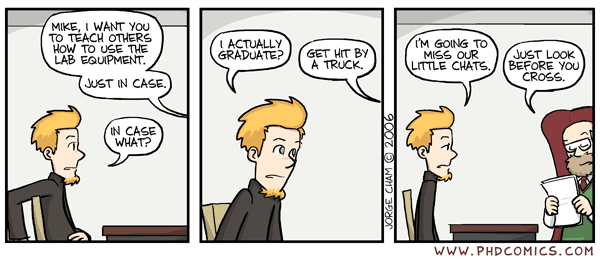 MIKE, I WANT YOU
TO TEACH OTHERS
HOW TO USE THE
LAB EQUIPMENT.
JUST IN CASE.
IN CASE
WHAT?
I ACTUALLY
GRADUATE?
GET HIT BY
A TRUCK.
JORGE CHAM © 2006
I'M GOING TO
MISS OUR
LITTLE CHATS.
JUST LOOK
BEFORE YOU
CROSS.
WWW.PHDCOMICS.COM